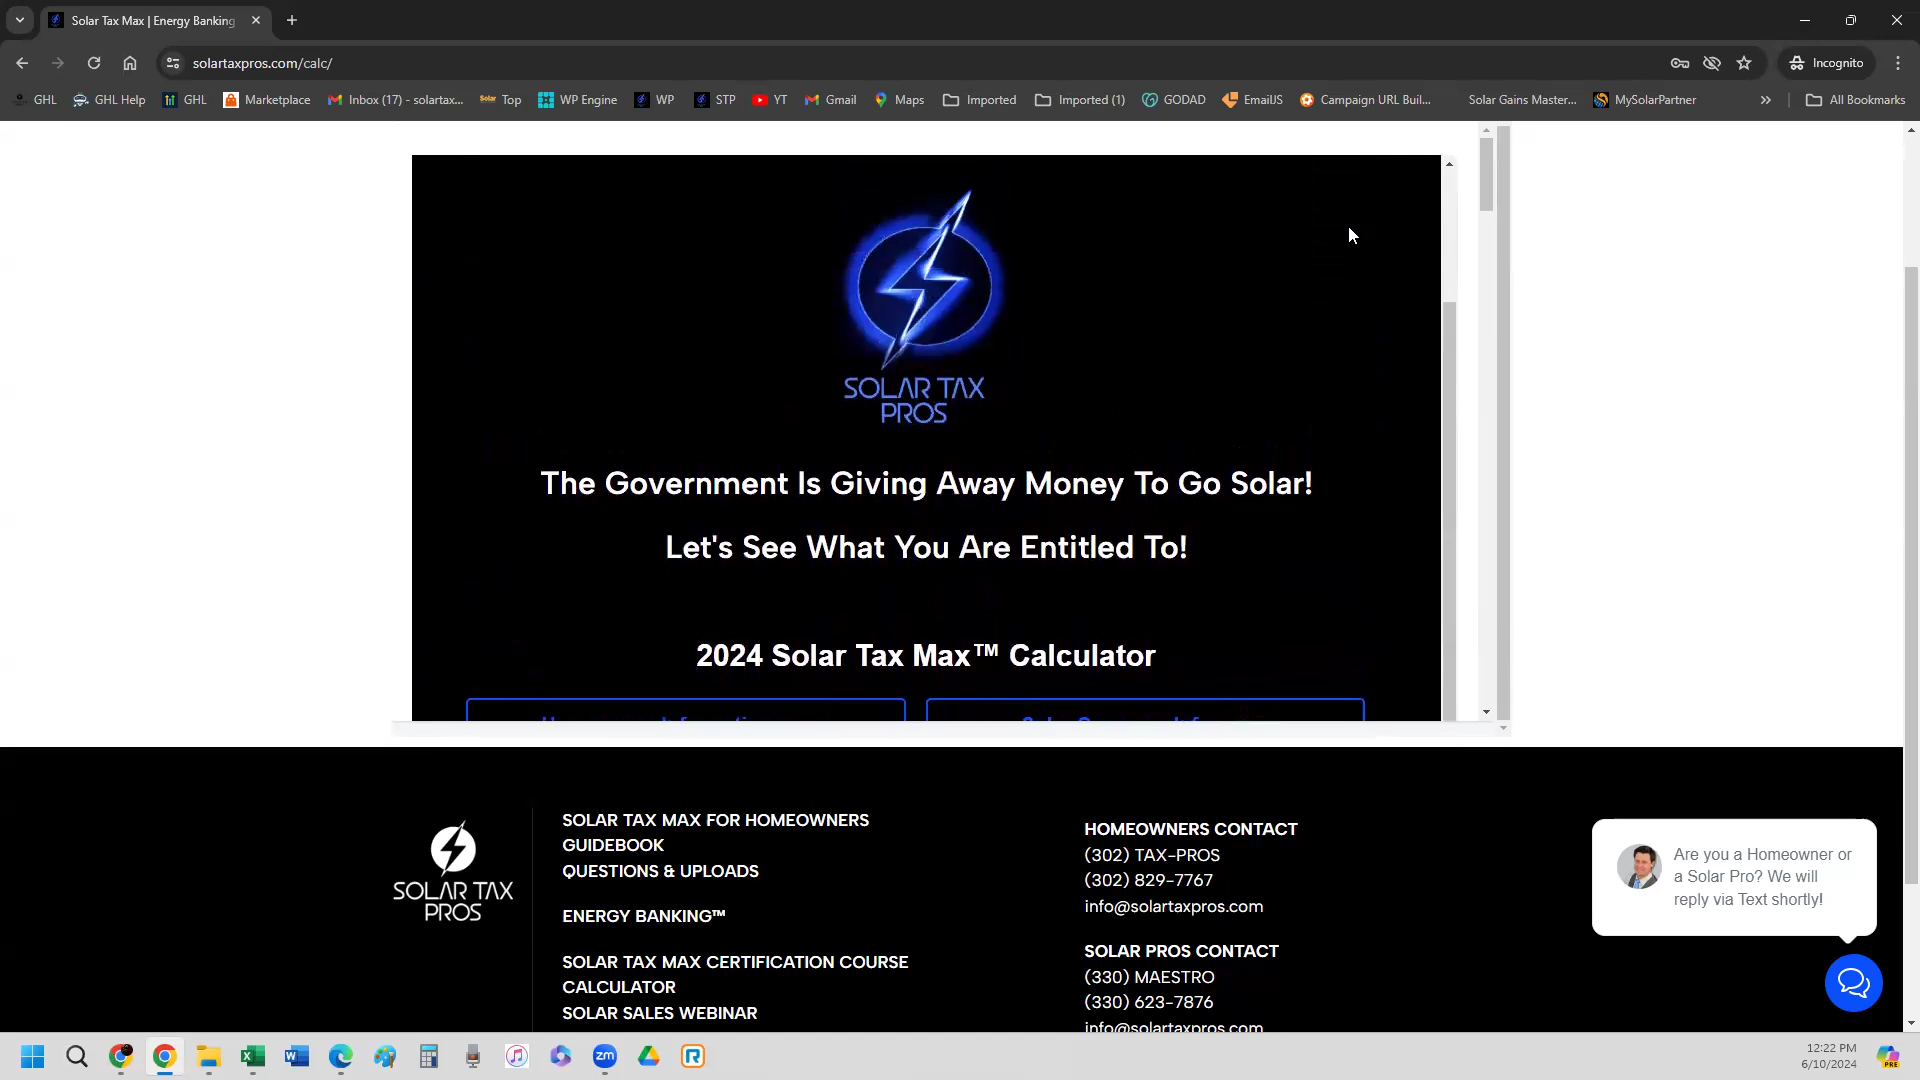 Solar Tax Max | Energy Banking
solartaxpros.com/calc/
Incognito
GHL
GHL Help
GHL
Marketplace
Inbox (17) - solartax...
Solar Top
WP Engine
WP
STP
YT
Gmail
Maps
Imported
Imported (1)
GODAD
EmailJS
Campaign URL Buil...
Solar Gains Master...
MySolarPartner
All Bookmarks
SOLAR TAX
PROS
The Government Is Giving Away Money To Go Solar!
Let's See What You Are Entitled To!
2024 Solar Tax Max™ Calculator
SOLAR TAX
PROS
SOLAR TAX MAX FOR HOMEOWNERS
GUIDEBOOK
QUESTIONS & UPLOADS
ENERGY BANKING™
SOLAR TAX MAX CERTIFICATION COURSE
CALCULATOR
SOLAR SALES WEBINAR
HOMEOWNERS CONTACT
(302) TAX-PROS
(302) 829-7767
info@solartaxpros.com
SOLAR PROS CONTACT
(330) MAESTRO
(330) 623-7876
info@solartaxpros.com
Are you a Homeowner or
a Solar Pro? We will
reply via Text shortly!
zm
PRE
12:22 PM
6/10/2024